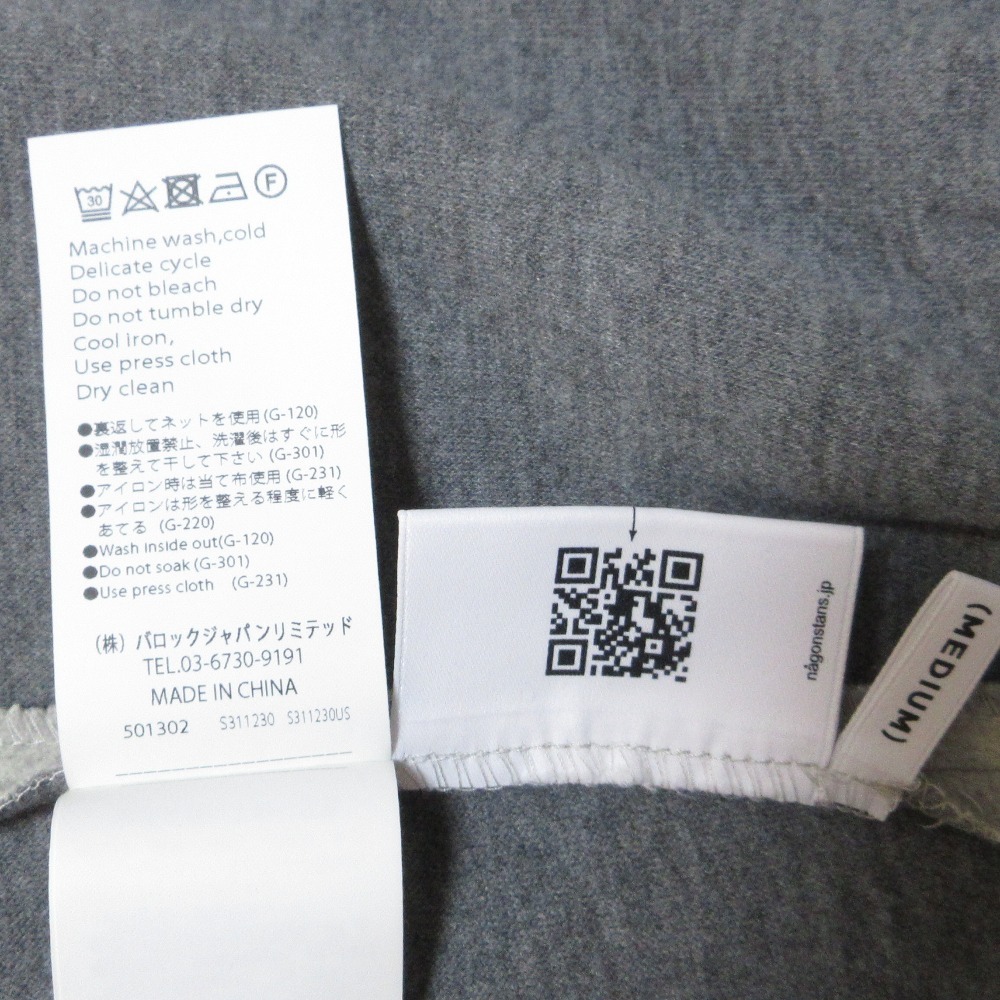 30
F
Machine wash,cold
Delicate cycle
Do not bleach
Do not tumble dry
Cool iron,
Use press cloth
Dry clean
●裏返してネットを使用(G-120)
●湿潤放置禁止、洗濯後はすぐに形
を整えて干して下さい(G-301)
●アイロン時は当て布使用(G-231)
●アイロンは形を整える程度に軽く
あてる (G-220)
●Wash inside out(G-120)
●Do not soak (G-301)
●Use press cloth (G-231)
(株) バロックジャパンリミテッド
TEL.03-6730-9191
MADE IN CHINA
501302 S311230 S311230US
någonstans.jp
(MEDIUM)